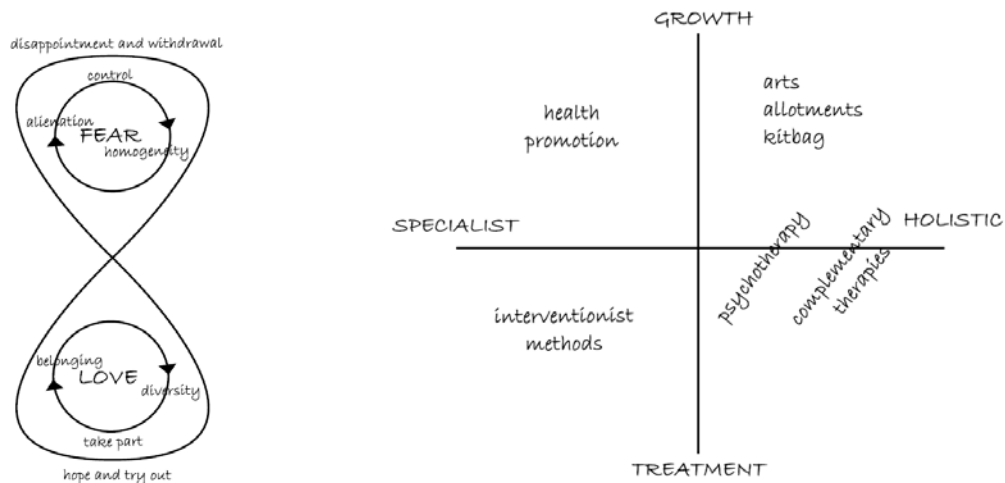 disappointment and withdrawal
control
alienation
FEAR
homogeneity
belonging
LOVE
diversity
take part
hope and try out
GROWTH
health
promotion
arts
allotments
kitbag
SPECIALIST
HOLISTIC
psychotherapy
complementary
therapies
interventionist
methods
TREATMENT